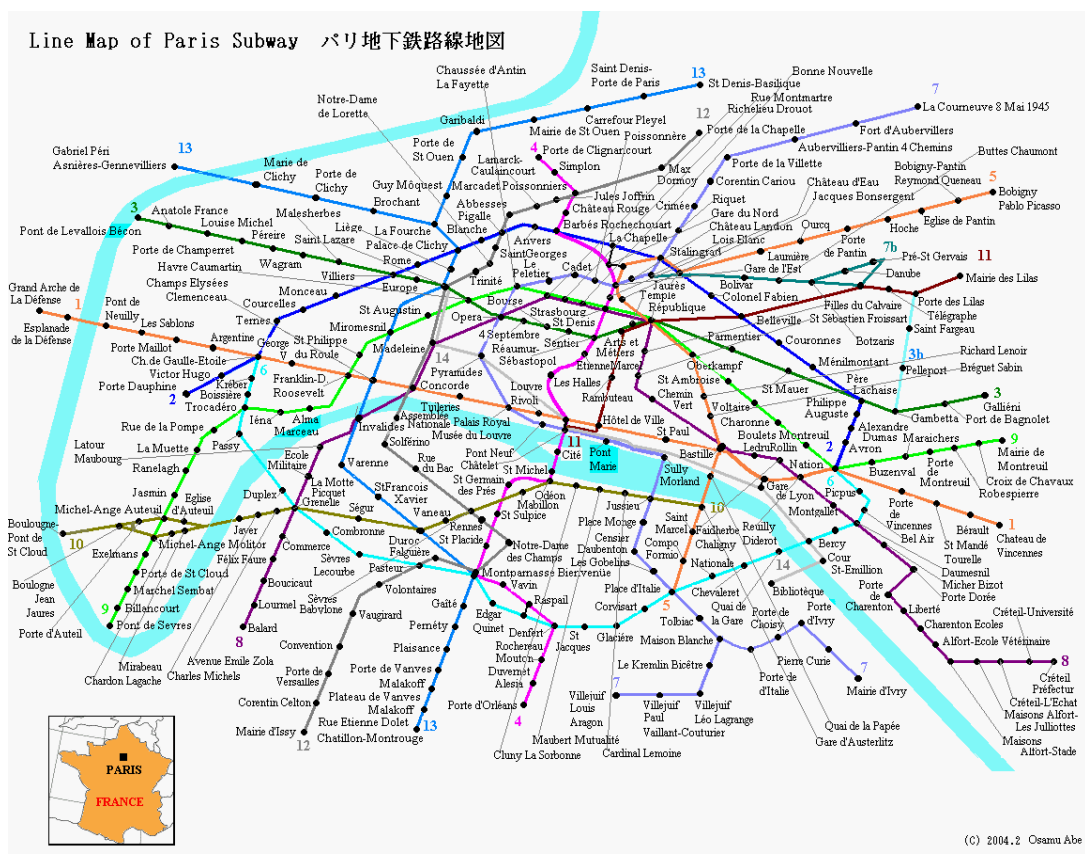 Line Map of Paris Subway パリ地下鉄路線地図
Chaussée d'Antin
La Fayette
Saint Denis-
Porte de Paris
13
St Denis-Basilique
Bonne Nouvelle
Rue Montmartre
Richelieu Drouot
7
La Courneuve 8 Mai 1945
Notre-Dame
de Lorette
Garibaldi
Carrefour Pleyel
Mairie de St Ouen
Poissonnère
12
Porte de la Chapelle
Fort d'Aubervillers
Aubervilliers-Pantin 4 Chemins
Gabriel Péri
Asnières-Gennevilliers
13
Marie de
Clichy
Porte de
Clichy
Porte de
St Ouen
4
Porte de Clignancourt
Simplon
Lamarck-
Caulaincourt
Max
Dormoy
Porte de la Villette
Corentin Cariou
Bobigny-Pantin
Reymond Queneau
Buttes Chaumont
5
Bobigny
Pablo Picasso
Guy Môquest
Marcadet Poissonniers
Brochant
Abbesses
Pigalle
Jules Joffrin
Château Rouge
Barbès Rochechouart
Crimée
Riquet
Château d'Eau
Jacques Bonsergent
Gare du Nord
Château Landon
Lois Blanc
Ourcq
Hoche
Eglise de Pantin
3
Anatole France
Pont de Levallois Bécon
Louise Michel
Péreire
Malesherbes
Liège
Saint Lazare
La Fourche
Palace de Clichy
Blanche
Rome
Anvers
SaintGeorges
Le
Peletier
La Chapelle
Stalingrad
Laumière
Porte de
Pantin
7b
Pré-St Gervais
11
Mairie des Lilas
Porte de Champerret
Wagram
Havre Caumartin
Champs Elysées
Clemenceau
Villiers
Europe
Trinité
Cadet
Jaurès
Gare de l'Est
Bolivar
Danube
Grand Arche de
La Défense
1
Esplanade
de la Défense
Pont de
Neuilly
Les Sablons
Porte Maillot
Argentine
Courcelles
Monceau
Ternes
St Augustin
Miromesnil
Bourse
Opera
4
Septembre
Strasbourg
St Denis
Sentier
Temple
République
Colonel Fabien
Belleville
Filles du Calvaire
St Sèbastien Froissart
Porte des Lilas
Télégraphe
Saint Fargeau
Botzaris
George
V
St Philippe
du Roule
Madeleine
14
Pyramides
Réaumur-
Sébastopol
Arts et
Métiers
Parmentier
Couronnes
Ménilmontant
3b
Pelleport
Richard Lenoir
Bréguet Sabin
Ch.de Gaulle-Etoile
Victor Hugo
Porte Dauphine
2
Kréber
6
Boissière
Trocadéro
Franklin-D.
Roosevelt
Concorde
Louvre
Rivoli
Les Halles
EtienneMarcel
Rambuteau
Oberkampf
St Ambroise
Chemin
Vert
St Mauer
Voltaire
Charonne
Père
Lachaise
Philippe
Auguste
Gambetta
3
Galliéni
Port de Bagnolet
Rue de la Pompe
Iéna
Alma
Marceau
Tuileries
Assemblée
Nationale
Palais Royal
Musée du Louvre
Hôtel de Ville
St Paul
Boulets Montreuil
Alexandre
Dumas
Maraichers
9
Mairie de
Montreuil
La Muette
Latour
Maubourg
Passy
Invalides
Solférino
Pont Neuf
Châtelet
11
Cité
Pont
Marie
Bastille
LedruRollin
Nation
2
Avron
Buzenval
Porte
de
Montreuil
Croix de Chavaux
Robespierre
Ranelagh
Ecole
Militaire
Varenne
Rue
du Bac
St Germain
des Prés
St Michel
Sully
Morland
Gare
de Lyon
6
Picpus
Jasmin
Duplex
La Motte
Picquet
Grenelle
StFrancois
Xavier
Vaneau
Odéon
Mabillon
St Sulpice
Jussieu
10
Reuilly
Diderot
Montgallet
Porte
de
Vincennes
Bel Air
Bérault
St Mandé
Tourelle
1
Chateau de
Vincennes
Michel-Ange Auteuil
Eglise
d'Auteuil
Boulougne-
Pont de
St Cloud
10
Ségur
Combronne
Duroc
Rennes
St Placide
Place Monge
Censier
Daubenton
Les Gobelins
Saint
Marcel
Compo
Formio
Faidherbe
Chaligny
Bercy
Cour
St-Emillion
14
Bibliotèque
Daumesnil
Micher Bizot
Porte Dorée
Exelmans
Michel-Ange
Molitor
Javer
Félix Fáure
Commerce
Sèvres
Lecourbe
Falguière
Pasteur
Notre-Dame
des Champs
Nationale
Chevaleret
Quai de
la Gare
Porte
de
Charenton
Porte de St Cloud
Marchel Sembat
Boulogne
Jean
Jaures
9
Billancourt
Pont de Sevres
Boucicaut
Lourmel
8
Balard
Sèvres
Babylone
Volontaires
Vaugirard
Montparnasse Bienvenüe
Vavin
Raspail
Edgar
Quinet
Place d'Italie
5
Corvisart
Glacière
St
Jacques
Tolbiac
Porte de
Choisy
Porte
d'Ivry
7
Liberté
Charenton Ecoles
Créteil-Université
Alfort-Ecole Vétérinaire
8
Créteil
Préfectur
Porte d'Auteuil
Mirabeau
Chardon Lagache
Avenue Emile Zola
Charles Michels
Convention
Porte de
Versailles
Corentin Celton
Mairie d'Issy
12
Gaîté
Pernéty
Plaisance
Porte de Vanves
Malakoff
Plateau de Vanves
Malakoff
Rue Etienne Dolet
Chatillon-Montrouge
13
Denfert
Rochereau
Mouton
Duvernet
Alesia
Porte d'Orléans
4
Maison Blanche
Le Kremlin Bicêtre
7
Villejuif
Louis
Aragon
Villejuif
Paul
Vaillant-Couturier
Villejuif
Léo Lagrange
Pierre Curie
Porte
d'Italie
7
Mairie d'Ivry
Créteil-L'Echat
Maisons Alfort-
Les Julliottes
Maisons
Alfort-Stade
Cluny La Sorbonne
Maubert Mutualité
Cardinal Lemoine
Quai de la Papée
Gare d'Austerlitz
PARIS
FRANCE
(C) 2004.2 Osamu Abe